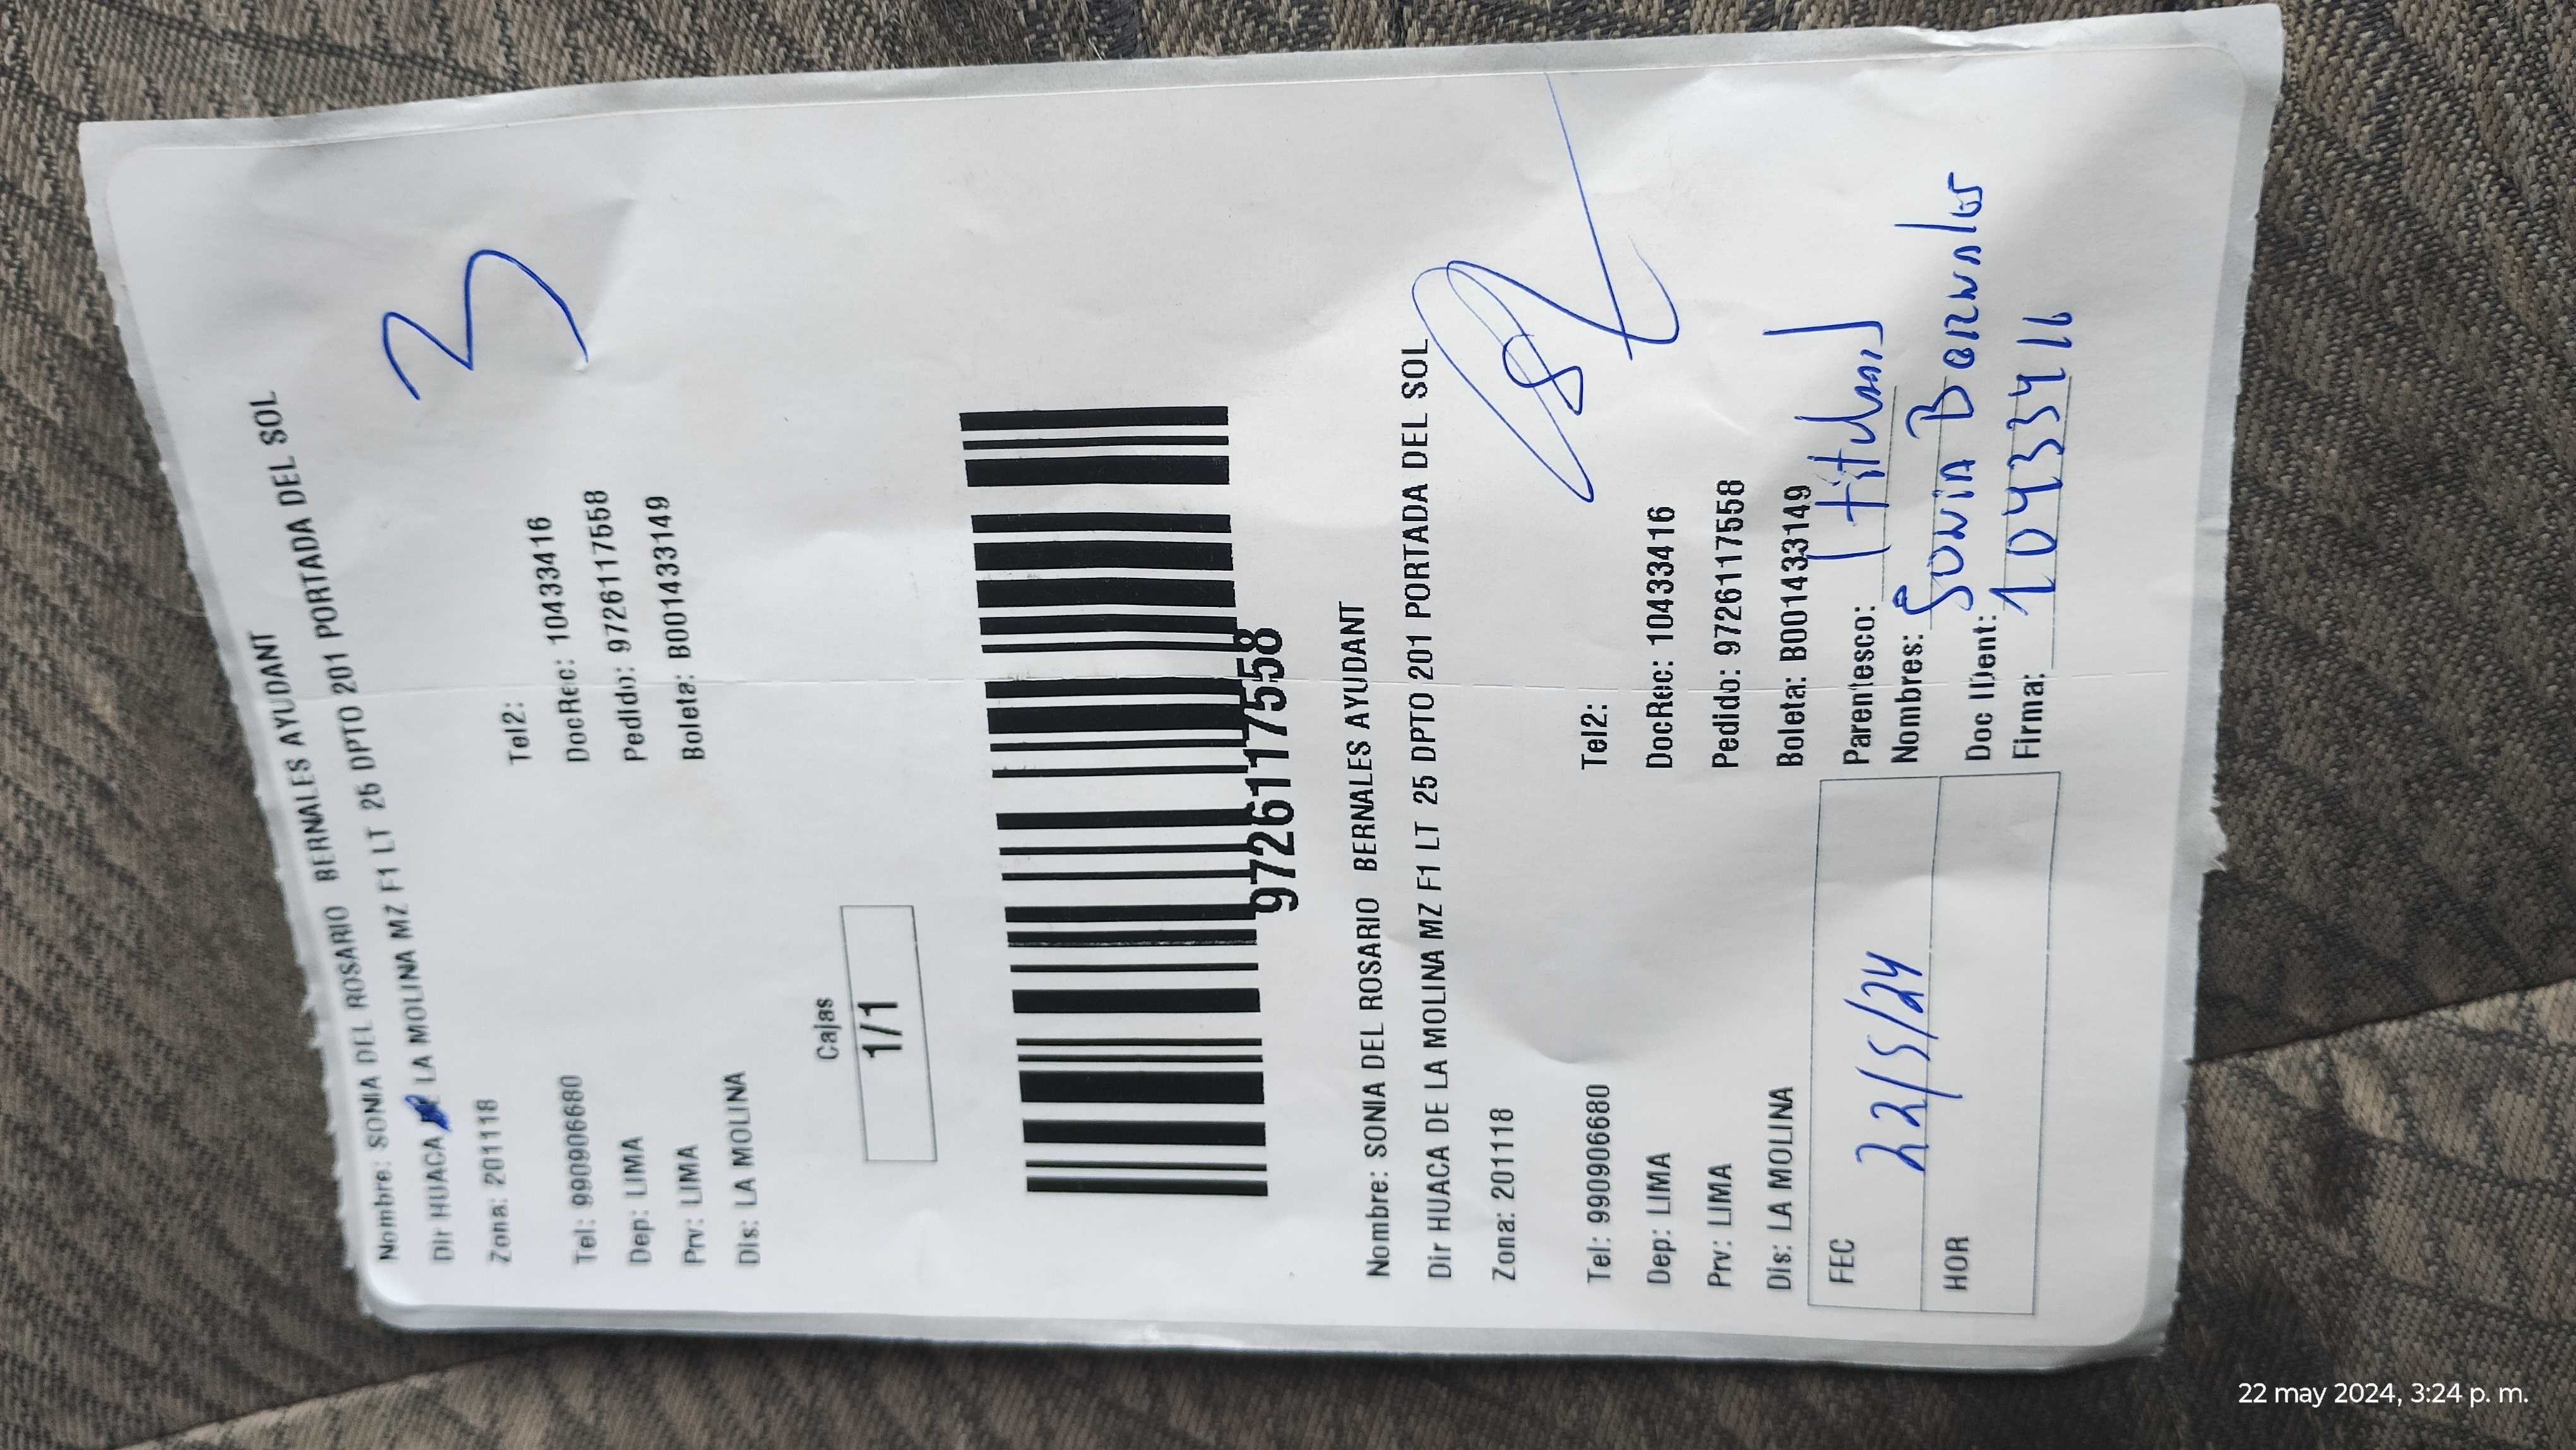 Nombre: SONIA DEL ROSARIO BERNALES AYUDANT
Dir HUACA LA MOLINA MZ F1 LT 25 DPTO 201 PORTADA DEL SOL
Zona: 201118
3
Tel: 990906680 Tel2:
Dep: LIMA DocRec: 10433416
Prv: LIMA Pedido: 97261117558
Dis: LA MOLINA Boleta: B001433149
Cajas
1/1
97261117558
Nombre: SONIA DEL ROSARIO BERNALES AYUDANT
Dir HUACA DE LA MOLINA MZ F1 LT 25 DPTO 201 PORTADA DEL SOL
Zona: 201118
Tel: 990906680 Tel2:
Dep: LIMA DocRec: 10433416
Prv: LIMA Pedido: 97261117558
Dis: LA MOLINA Boleta: B001433149
FEC 22/5/24 Parentesco: [titular]
Nombres: Sonia Bernales
HOR Doc IDent: 10433416
Firma:
22 may 2024, 3:24 p. m.